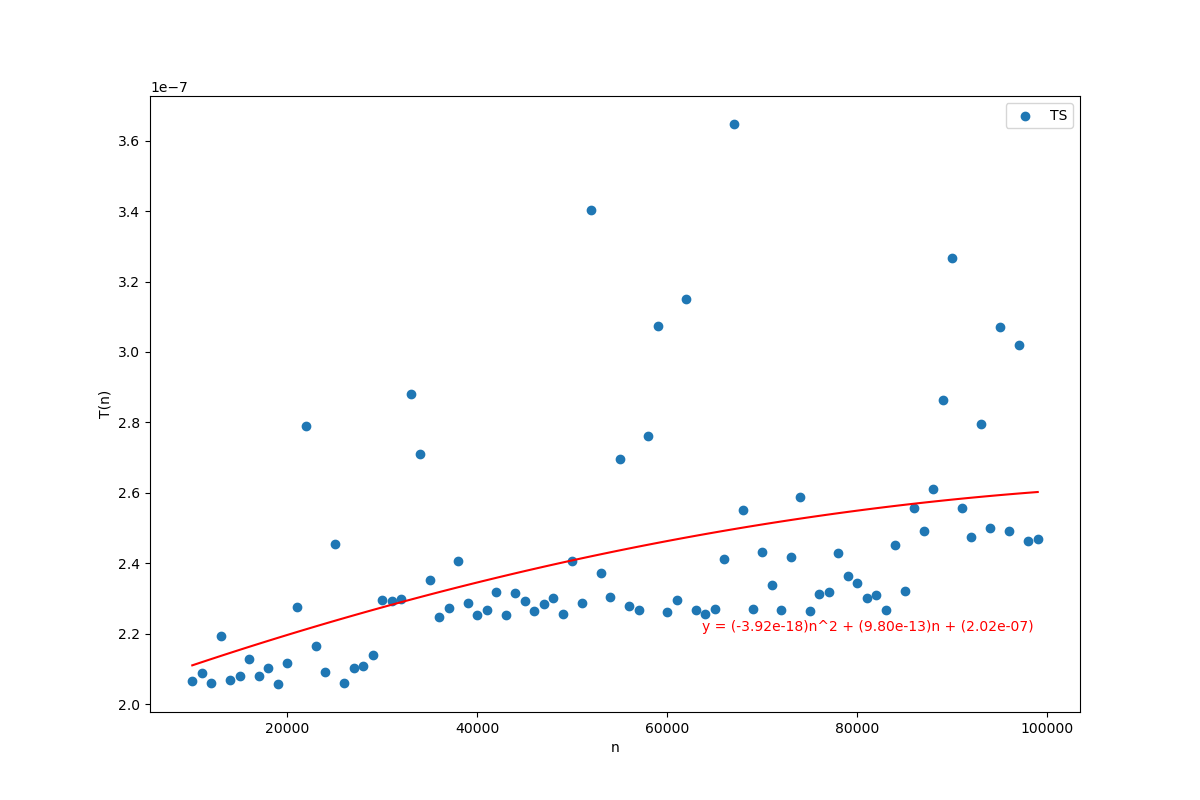 1e−7
TS
3.6
3.4
3.2
3.0
2.8
2.6
2.4
2.2
2.0
T(n)
y = (-3.92e-18)n^2 + (9.80e-13)n + (2.02e-07)
20000 40000 60000 80000 100000
n